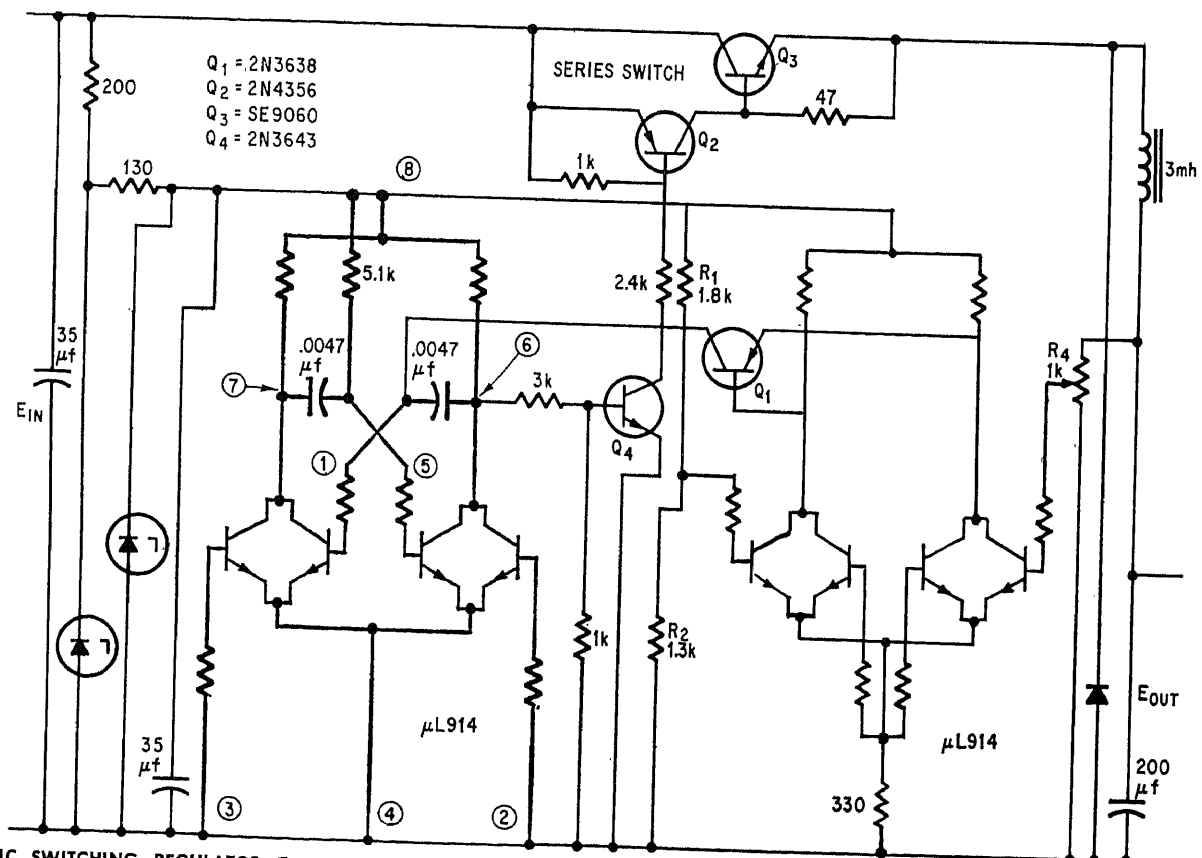 Q1 = 2N3638
Q2 = 2N4356
Q3 = SE9060
Q4 = 2N3643
SERIES SWITCH
Q3
200
47
Q2
130
⑧
1k
3mh
5.1k
2.4k
R1
1.8k
35
μf
.0047
μf
.0047
μf
⑥
⑦
3k
Q1
R4
1k
EIN
Q4
①
⑤
1k
R2
1.3k
μL914
EOUT
μL914
35
μf
200
μf
330
③
④
②
IC SWITCHING REGULATOR